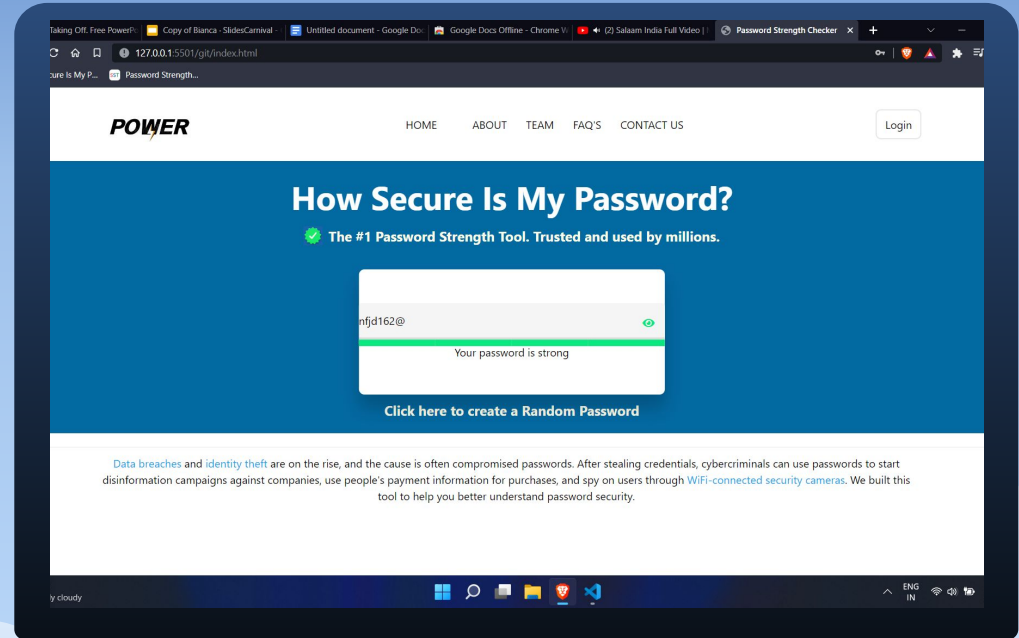 Taking Off. Free PowerPo
Copy of Bianca · SlidesCarnival -
Untitled document - Google Doc
Google Docs Offline - Chrome W
(2) Salaam India Full Video |
Password Strength Checker
127.0.0.1:5501/git/index.html
cure Is My P...
Password Strength...
POWER
HOME ABOUT TEAM FAQ'S CONTACT US
Login
How Secure Is My Password?
The #1 Password Strength Tool. Trusted and used by millions.
nfjd162@
Your password is strong
Click here to create a Random Password
Data breaches and identity theft are on the rise, and the cause is often compromised passwords. After stealing credentials, cybercriminals can use passwords to start
disinformation campaigns against companies, use people's payment information for purchases, and spy on users through WiFi-connected security cameras. We built this
tool to help you better understand password security.
ly cloudy
ENG
IN